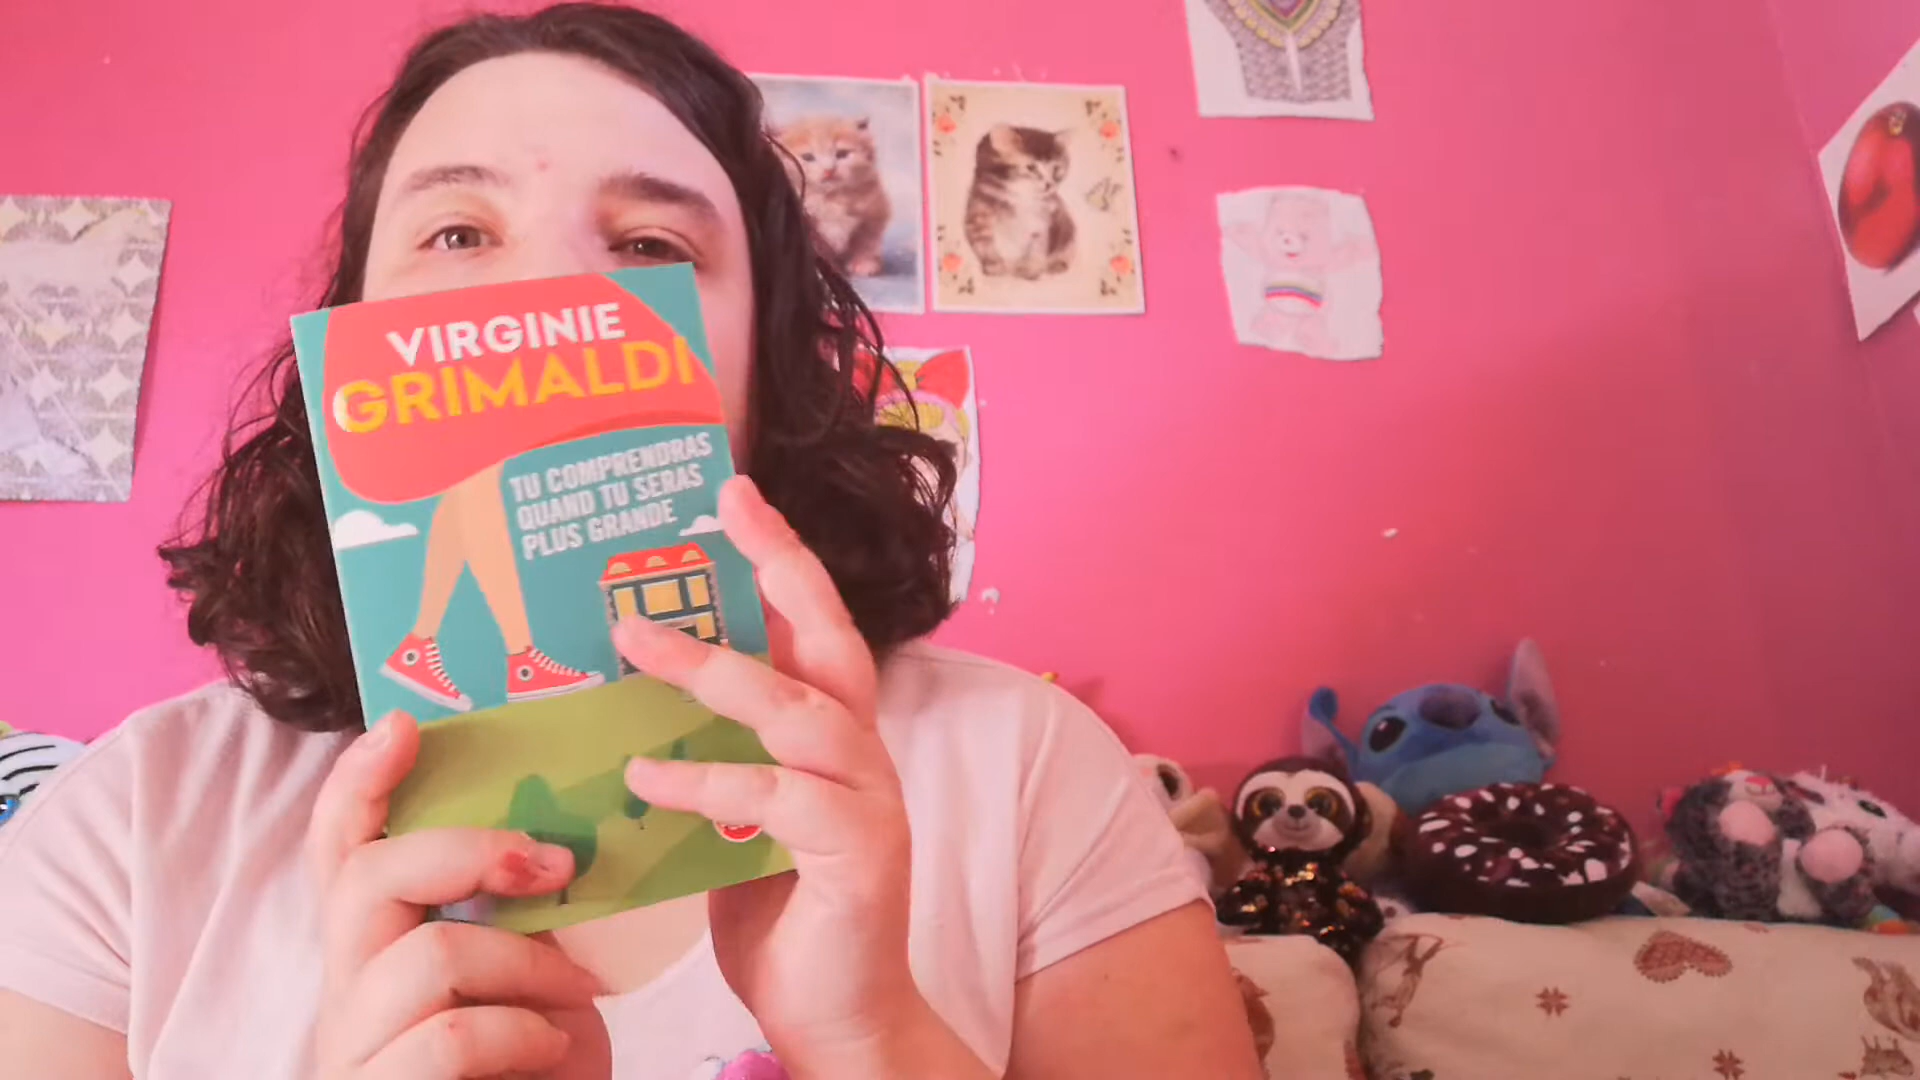 VIRGINIE
GRIMALDI
TU COMPRENDRAS
QUAND TU SERAS
PLUS GRANDE